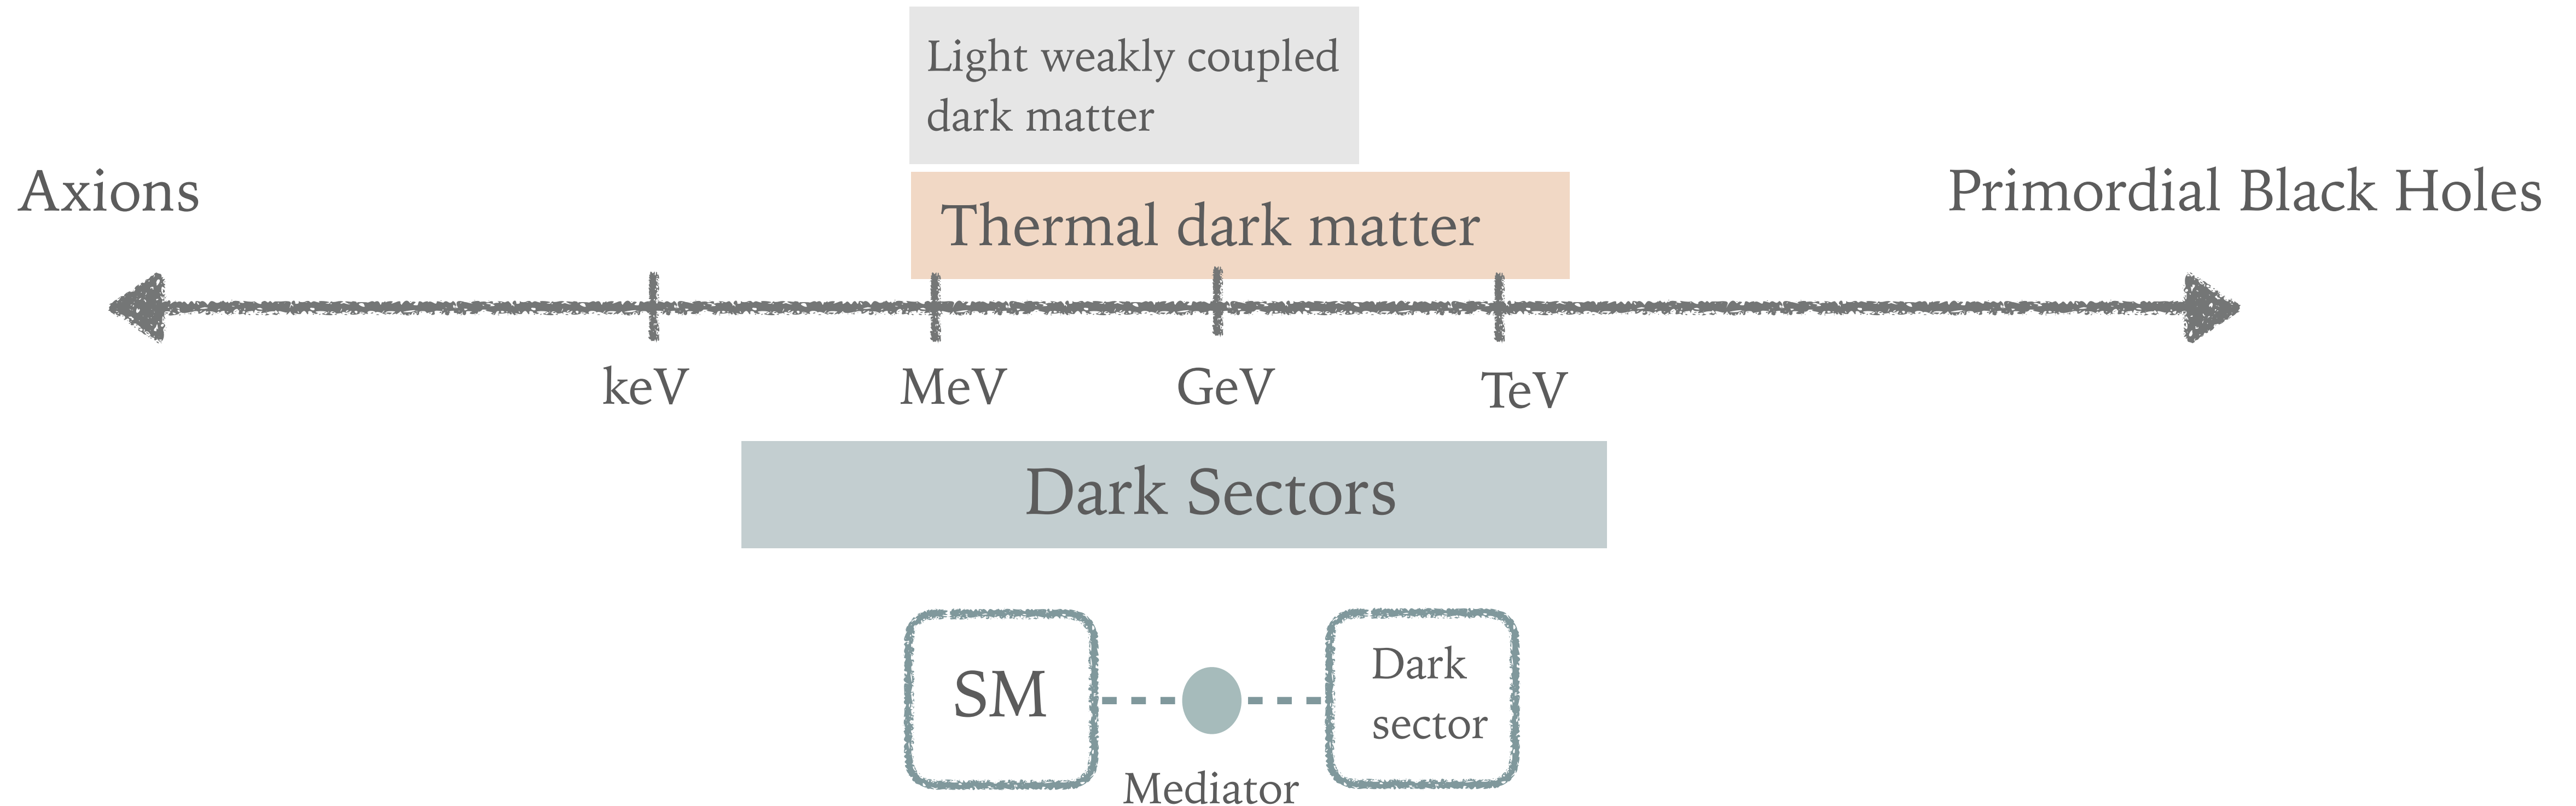 Light weakly coupled
dark matter
Axions
Primordial Black Holes
Thermal dark matter
keV
MeV
GeV
TeV
Dark Sectors
SM
Dark
sector
Mediator